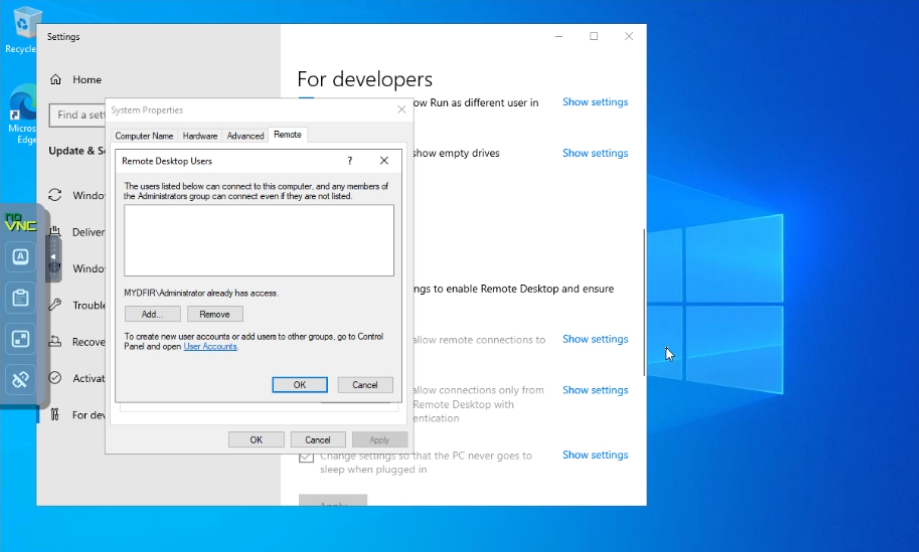 Recycle
Micros
Edge
no
VNC
A
Settings
Home
Find a sett
Update & S
Windo
Deliver
Windo
Trouble
Recove
Activat
For dev
For developers
ow Run as different user in
Show settings
show empty drives
Show settings
ngs to enable Remote Desktop and ensure
allow remote connections to
Show settings
allow connections only from
Show settings
Remote Desktop with
entication
Change settings so that the PC never goes to
Show settings
sleep when plugged in
Apply
System Properties
Computer Name Hardware Advanced Remote
Remote Desktop Users
?
The users listed below can connect to this computer, and any members of
the Administrators group can connect even if they are not listed.
MYDFIR\Administrator already has access.
Add... Remove
To create new user accounts or add users to other groups, go to Control
Panel and open User Accounts.
OK Cancel
OK Cancel Apply